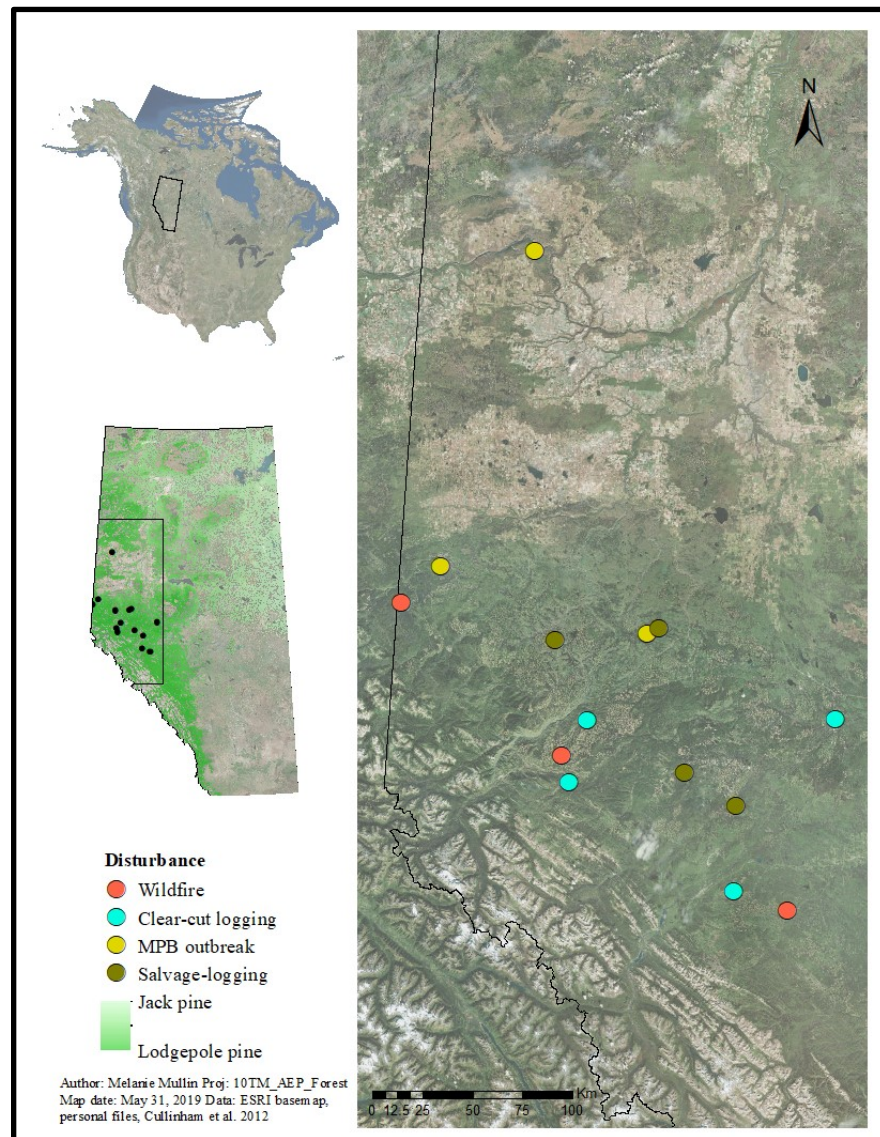 N
Disturbance
Wildfire
Clear-cut logging
MPB outbreak
Salvage-logging
Jack pine
Lodgepole pine
Author: Melanie Mullin Proj: 10TM_AEP_Forest
Map date: May 31, 2019 Data: ESRI basemap,
personal files, Cullinham et al. 2012
Km
0 12.5 25 50 75 100